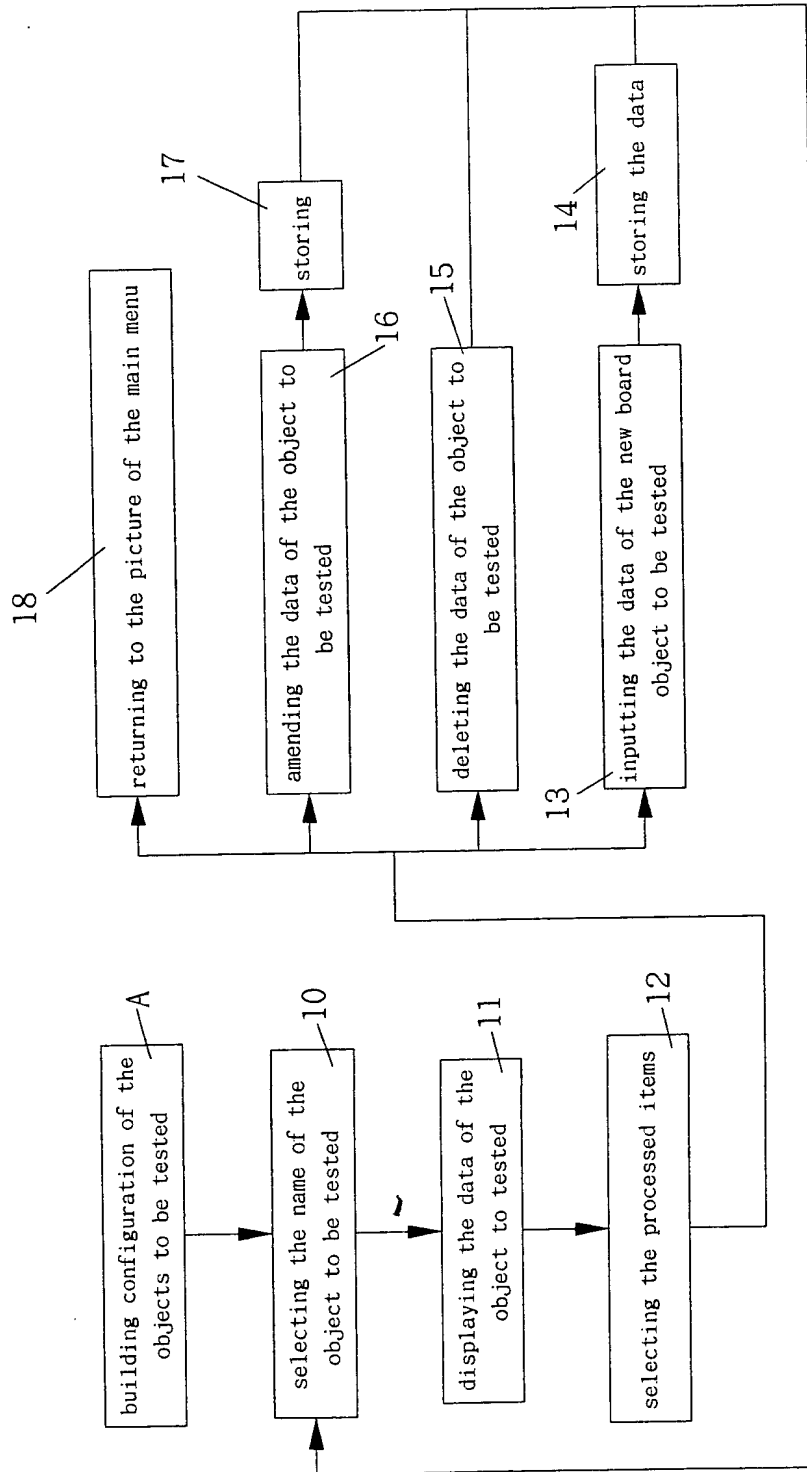 A
building configuration of the
objects to be tested
10
selecting the name of the
object to be tested
11
displaying the data of the
object to tested
12
selecting the processed items
18
returning to the picture of the main menu
17
storing
16
amending the data of the object to
be tested
15
deleting the data of the object to
be tested
14
storing the data
13
inputting the data of the new board
object to be tested